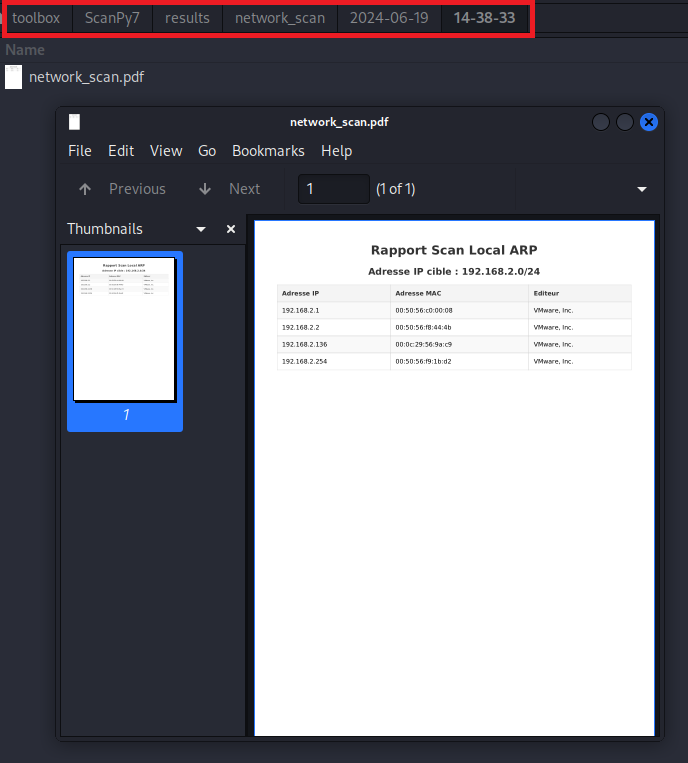 toolbox ScanPy7 results network_scan 2024-06-19 14-38-33
Name
network_scan.pdf
network_scan.pdf
File Edit View Go Bookmarks Help
Previous Next 1 (1 of 1)
Thumbnails
1
Rapport Scan Local ARP
Adresse IP cible : 192.168.2.0/24
Adresse IP Adresse MAC Editeur
192.168.2.1 00:50:56:c0:00:08 VMware, Inc.
192.168.2.2 00:50:56:f8:44:4b VMware, Inc.
192.168.2.136 00:0c:29:56:9a:c9 VMware, Inc.
192.168.2.254 00:50:56:f9:1b:d2 VMware, Inc.